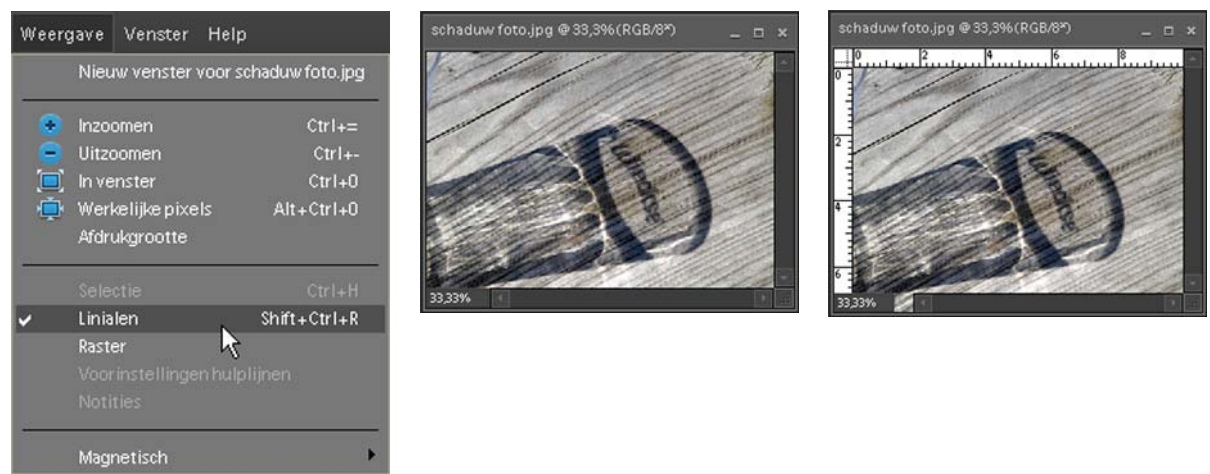 Weergave Venster Help
Nieuw venster voor schaduw foto.jpg
Inzoomen Ctrl+=
Uitzoomen Ctrl+-
In venster Ctrl+0
Werkelijke pixels Alt+Ctrl+0
Afdrukgrootte
Selectie Ctrl+H
Linialen Shift+Ctrl+R
Raster
Voorinstellingen hulplijnen
Notities
Magnetisch
schaduw foto.jpg @ 33,3% (RGB/8*)
33,33%
schaduw foto.jpg @ 33,3% (RGB/8*)
0 2 4 6 8
0
2
4
6
33,33%